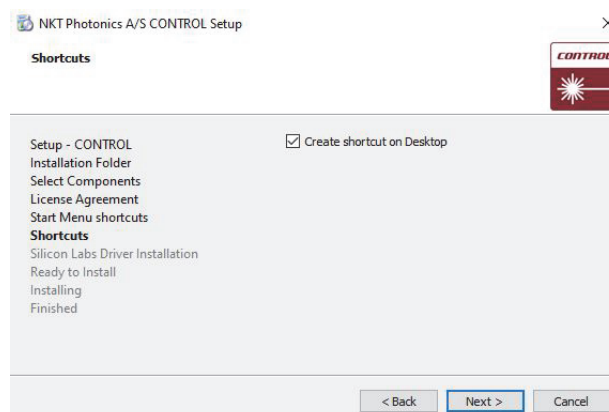 NKT Photonics A/S CONTROL Setup
Shortcuts
CONTROL
Setup - CONTROL
Installation Folder
Select Components
License Agreement
Start Menu shortcuts
Shortcuts
Silicon Labs Driver Installation
Ready to Install
Installing
Finished
Create shortcut on Desktop
< Back Next > Cancel